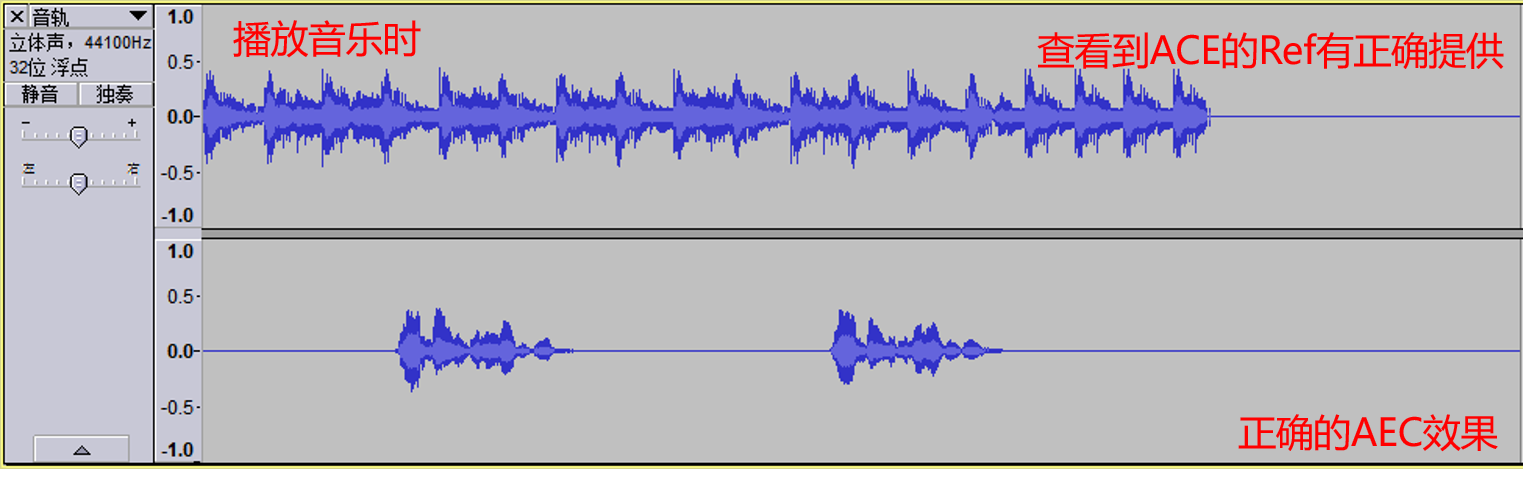 音轨
立体声，44100Hz
32位 浮点
静音 独奏
- +
左 右
1.0
0.5-
0.0-
-0.5-
-1.0
播放音乐时
查看到ACE的Ref有正确提供
1.0
0.5-
0.0-
-0.5-
-1.0
正确的AEC效果